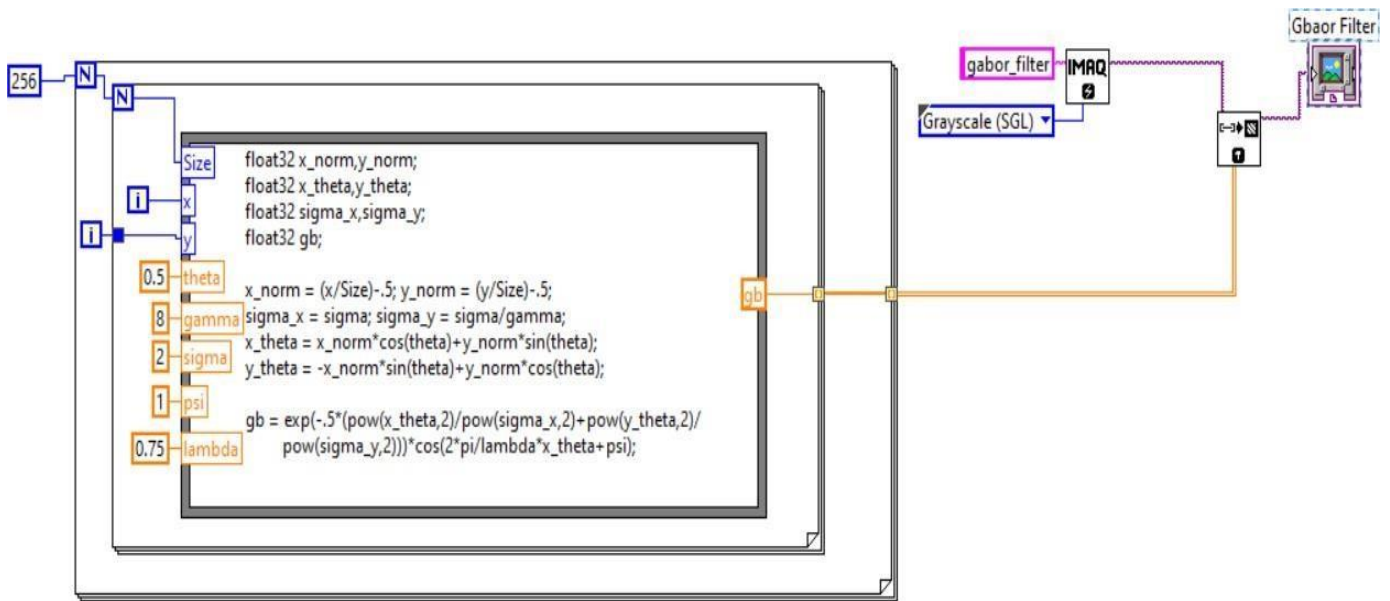 Gbaor Filter
gabor_filter
IMAQ
256
N
N
Grayscale (SGL)
Size
i
x
i
y
0.5
theta
8
gamma
2
sigma
1
psi
0.75
lambda
float32 x_norm,y_norm;
float32 x_theta,y_theta;
float32 sigma_x,sigma_y;
float32 gb;
x_norm = (x/Size)-.5; y_norm = (y/Size)-.5;
sigma_x = sigma; sigma_y = sigma/gamma;
x_theta = x_norm*cos(theta)+y_norm*sin(theta);
y_theta = -x_norm*sin(theta)+y_norm*cos(theta);
gb = exp(-.5*(pow(x_theta,2)/pow(sigma_x,2)+pow(y_theta,2)/
pow(sigma_y,2)))*cos(2*pi/lambda*x_theta+psi);
gb